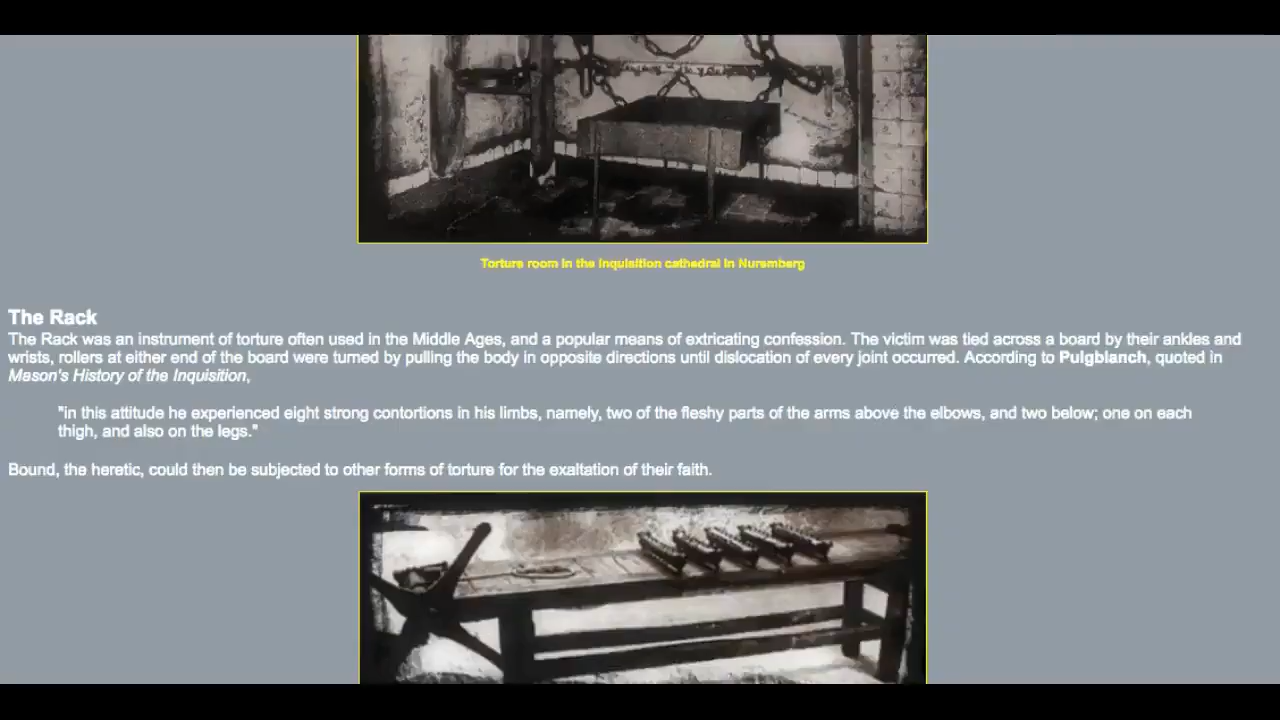 Torture room in the Inquisition cathedral in Nuremberg
The Rack
The Rack was an instrument of torture often used in the Middle Ages, and a popular means of extricating confession. The victim was tied across a board by their ankles and
wrists, rollers at either end of the board were turned by pulling the body in opposite directions until dislocation of every joint occurred. According to Puigblanch, quoted in
Mason's History of the Inquisition,
"in this attitude he experienced eight strong contortions in his limbs, namely, two of the fleshy parts of the arms above the elbows, and two below; one on each
thigh, and also on the legs."
Bound, the heretic, could then be subjected to other forms of torture for the exaltation of their faith.